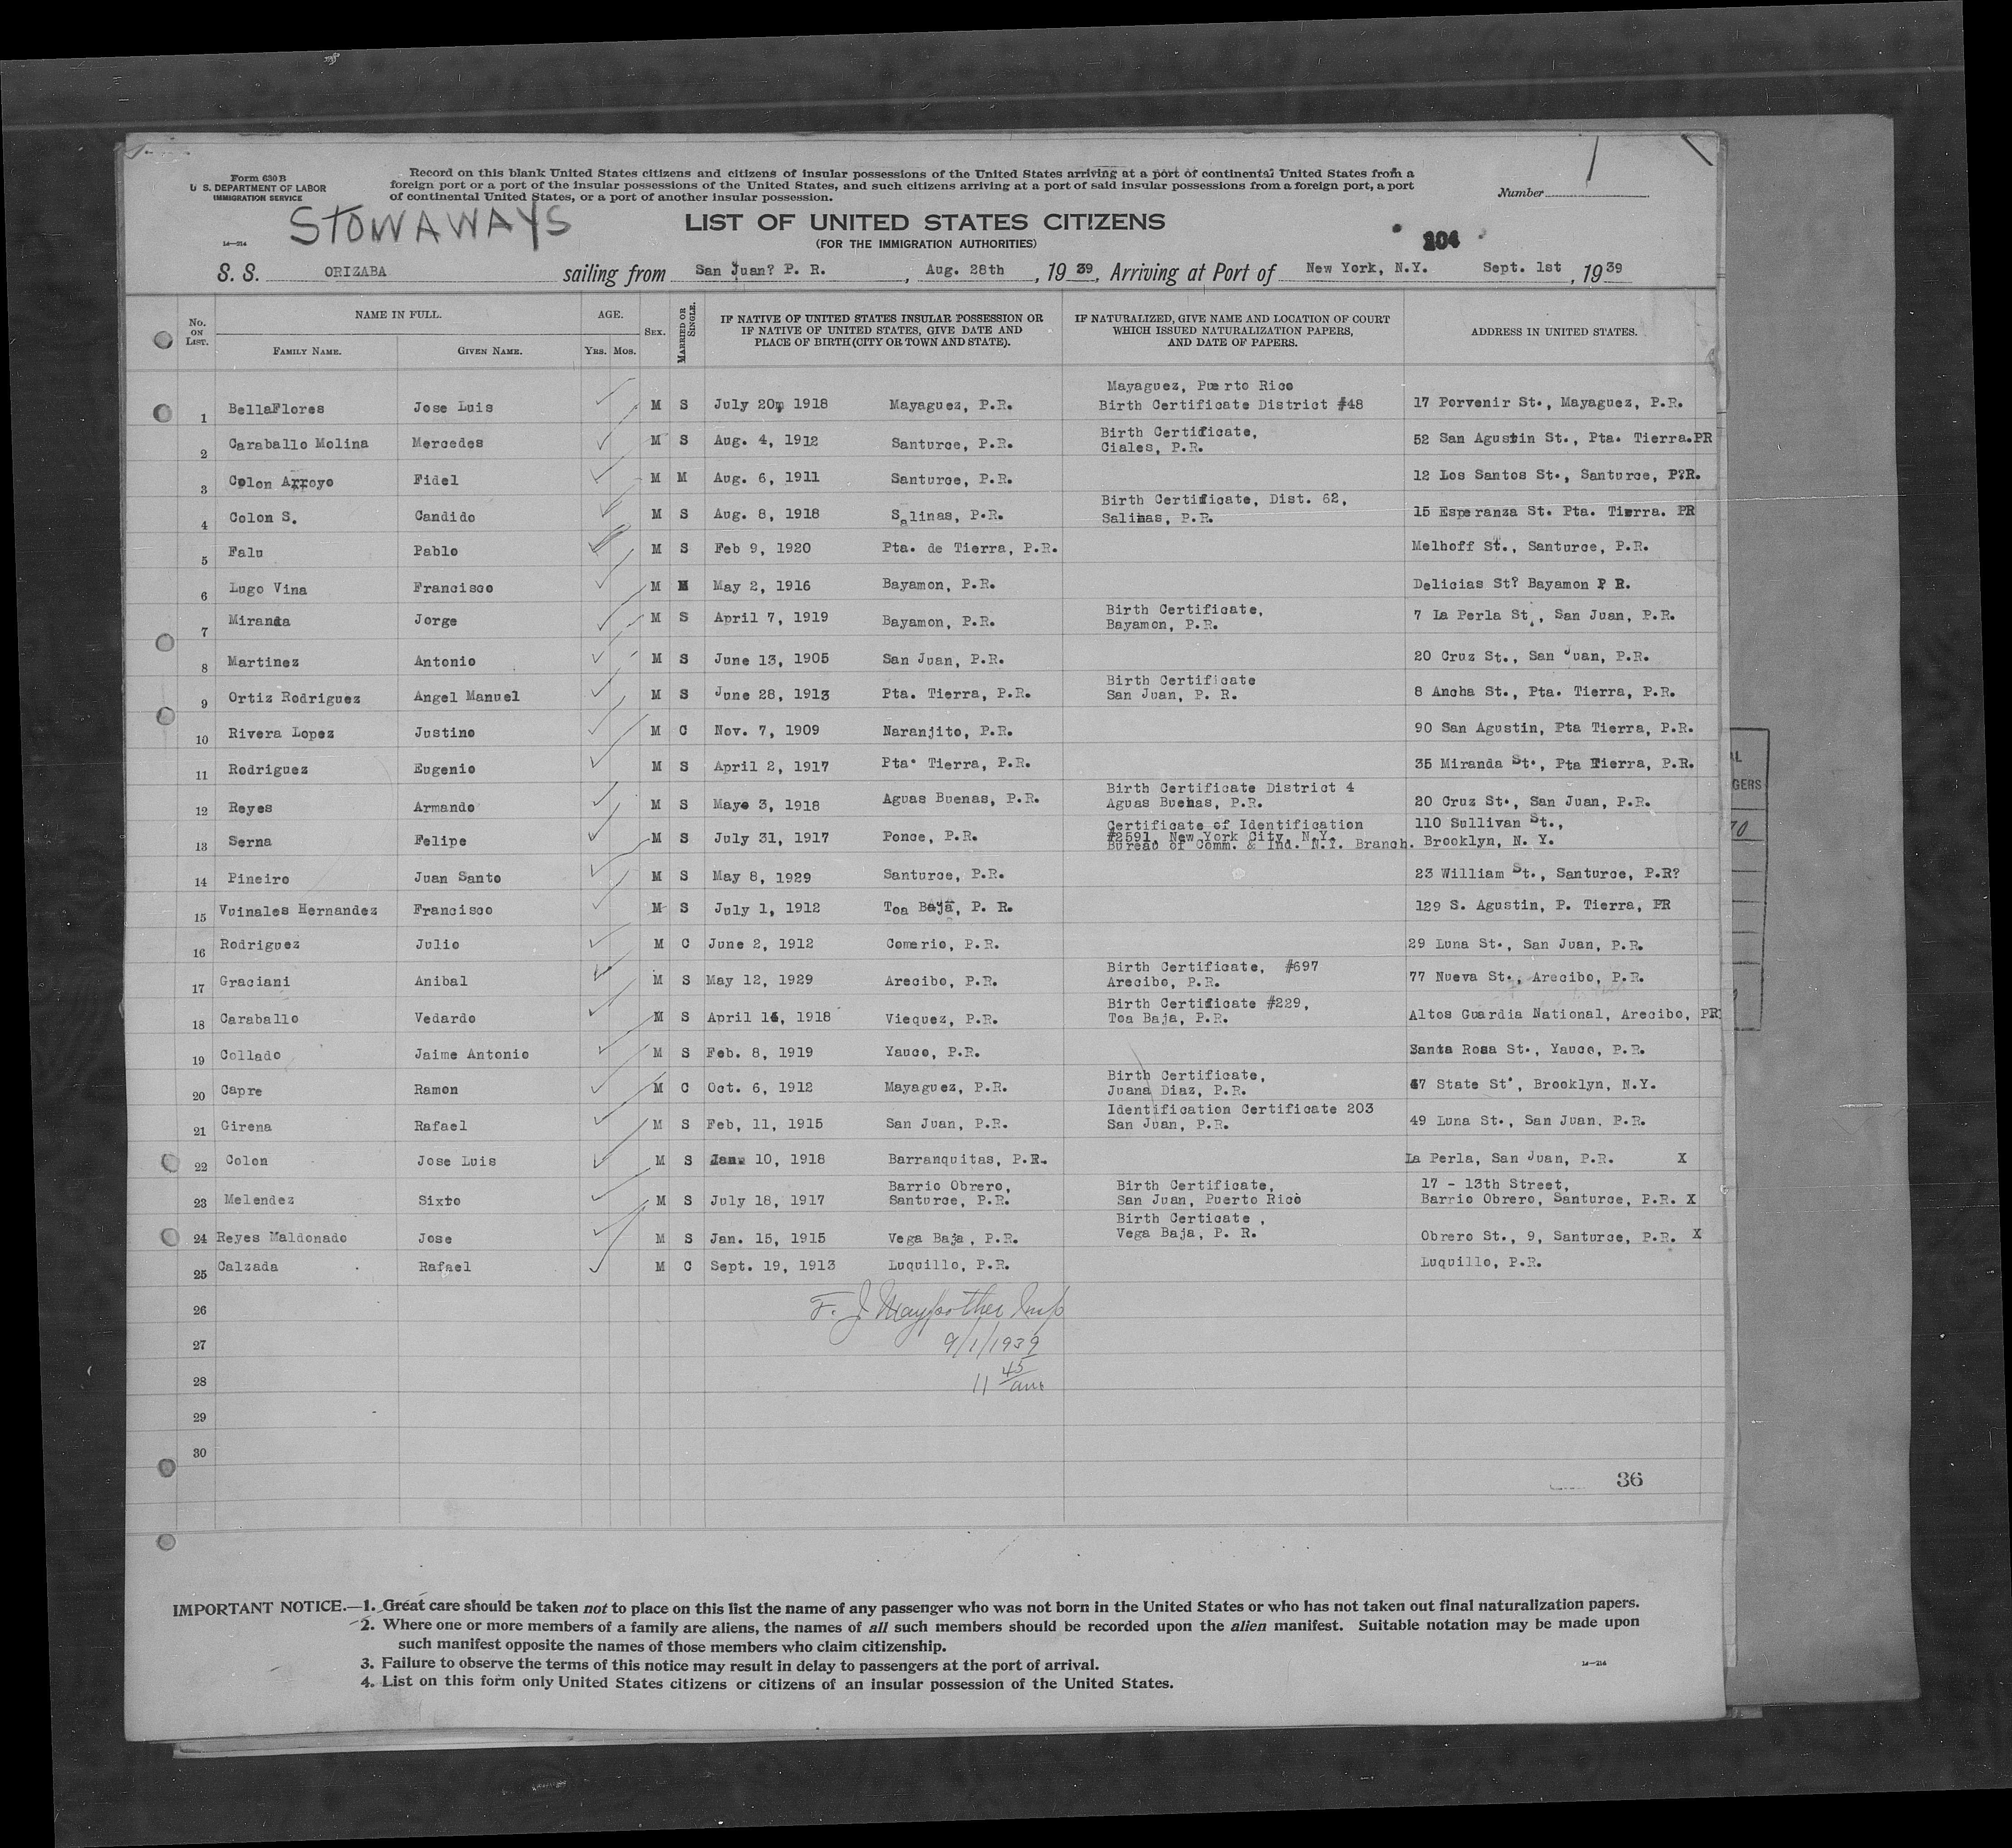 Form 630 B
U. S. DEPARTMENT OF LABOR
IMMIGRATION SERVICE
Record on this blank United States citizens and citizens of insular possessions of the United States arriving at a port of continental United States from a
foreign port or a port of the insular possessions of the United States, and such citizens arriving at a port of said insular possessions from a foreign port, a port
of continental United States, or a port of another insular possession.
Number
STOWAWAYS
LIST OF UNITED STATES CITIZENS
(FOR THE IMMIGRATION AUTHORITIES)
204
14—214
S. S. ORIZABA sailing from San Juan? P. R. , Aug. 28th , 19 39 , Arriving at Port of New York, N.Y. Sept. 1st , 19 39
No. ON LIST. NAME IN FULL. AGE. SEX. MARRIED OR SINGLE. IF NATIVE OF UNITED STATES INSULAR POSSESSION OR IF NATIVE OF UNITED STATES, GIVE DATE AND PLACE OF BIRTH (CITY OR TOWN AND STATE). IF NATURALIZED, GIVE NAME AND LOCATION OF COURT WHICH ISSUED NATURALIZATION PAPERS, AND DATE OF PAPERS. ADDRESS IN UNITED STATES.
FAMILY NAME. GIVEN NAME. YRS. MOS.
Mayaguez, Puerto Rico
1 BellaFlores Jose Luis M S July 20, 1918 Mayaguez, P.R. Birth Certificate District #48 17 Porvenir St., Mayaguez, P.R.
2 Caraballo Molina Mercedes M S Aug. 4, 1912 Santurce, P.R. Birth Certificate, Ciales, P.R. 52 San Agustin St., Pta. Tierra.PR
3 Colon Arroyo Fidel M M Aug. 6, 1911 Santurce, P.R. 12 Los Santos St., Santurce, P?R.
4 Colon S. Candido M S Aug. 8, 1918 Salinas, P.R. Birth Certificate, Dist. 62, Salinas, P.R. 15 Esperanza St. Pta. Tierra. PR
5 Falu Pablo M S Feb 9, 1920 Pta. de Tierra, P.R. Melhoff St., Santurce, P.R.
6 Lugo Vina Francisco M M May 2, 1916 Bayamon, P.R. Delicias St? Bayamon P R.
7 Miranda Jorge M S April 7, 1919 Bayamon, P.R. Birth Certificate, Bayamon, P.R. 7 La Perla St., San Juan, P.R.
8 Martinez Antonio M S June 13, 1905 San Juan, P.R. 20 Cruz St., San Juan, P.R.
9 Ortiz Rodriguez Angel Manuel M S June 28, 1913 Pta. Tierra, P.R. Birth Certificate San Juan, P. R. 8 Ancha St., Pta. Tierra, P.R.
10 Rivera Lopez Justino M C Nov. 7, 1909 Naranjito, P.R. 90 San Agustin, Pta Tierra, P.R.
11 Rodriguez Eugenio M S April 2, 1917 Pta. Tierra, P.R. 35 Miranda St., Pta Tierra, P.R.
12 Reyes Armando M S Maye 3, 1918 Aguas Buenas, P.R. Birth Certificate District 4 Aguas Buenas, P.R. 20 Cruz St., San Juan, P.R.
13 Serna Felipe M S July 31, 1917 Ponce, P.R. Certificate of Identification #2591, New York City, N.Y. Bureao of Comm. & Ind. N.Y. Branch. 110 Sullivan St., Brooklyn, N. Y.
14 Pineiro Juan Santo M S May 8, 1929 Santurce, P.R. 23 William St., Santurce, P.R?
15 Vuinales Hernandez Francisco M S July 1, 1912 Toa Baja, P. R. 129 S. Agustin, P. Tierra, PR
16 Rodriguez Julio M C June 2, 1912 Comerio, P.R. 29 Luna St., San Juan, P.R.
17 Graciani Anibal M S May 12, 1929 Arecibo, P.R. Birth Certificate, #697 Arecibo, P.R. 77 Nueva St., Arecibo, P.R.
18 Caraballo Vedardo M S April 1, 1918 Viequez, P.R. Birth Certificate #229, Toa Baja, P.R. Altos Guardia National, Arecibo, PR
19 Collado Jaime Antonio M S Feb. 8, 1919 Yauco, P.R. Santa Rosa St., Yauco, P.R.
20 Capre Ramon M C Oct. 6, 1912 Mayaguez, P.R. Birth Certificate, Juana Diaz, P.R. 67 State St', Brooklyn, N.Y.
21 Girena Rafael M S Feb, 11, 1915 San Juan, P.R. Identification Certificate 203 San Juan, P.R. 49 Luna St., San Juan, P.R.
22 Colon Jose Luis M S Jan. 10, 1918 Barranquitas, P.R. La Perla, San Juan, P.R. X
23 Melendez Sixto M S July 18, 1917 Barrio Obrero, Santurce, P.R. Birth Certificate, San Juan, Puerto Rico 17 - 13th Street, Barrio Obrero, Santurce, P.R. X
24 Reyes Maldonado Jose M S Jan. 15, 1915 Vega Baja, P.R. Birth Certicate , Vega Baja, P. R. Obrero St., 9, Santurce, P.R. X
25 Calzada Rafael M C Sept. 19, 1913 Luquillo, P.R. Luquillo, P.R.
26 F. J. Insp
27 9/1/1939
28 11 45 am
29
30
36
IMPORTANT NOTICE.—1. Great care should be taken not to place on this list the name of any passenger who was not born in the United States or who has not taken out final naturalization papers.
2. Where one or more members of a family are aliens, the names of all such members should be recorded upon the alien manifest. Suitable notation may be made upon
such manifest opposite the names of those members who claim citizenship.
3. Failure to observe the terms of this notice may result in delay to passengers at the port of arrival.
14—214
4. List on this form only United States citizens or citizens of an insular possession of the United States.